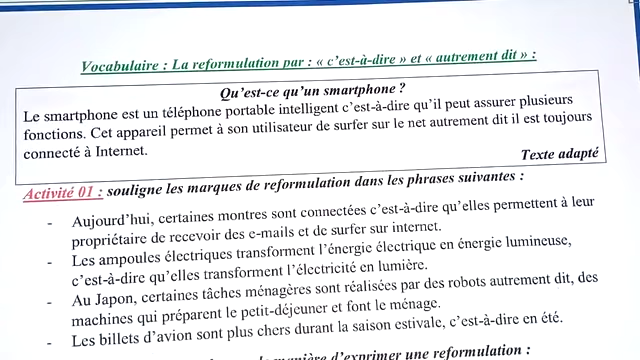 Vocabulaire : La reformulation par : « c'est-à-dire » et « autrement dit » :
Qu'est-ce qu'un smartphone ?
Le smartphone est un téléphone portable intelligent c'est-à-dire qu'il peut assurer plusieurs
fonctions. Cet appareil permet à son utilisateur de surfer sur le net autrement dit il est toujours
connecté à Internet.
Texte adapté
Activité 01 : souligne les marques de reformulation dans les phrases suivantes :
- Aujourd'hui, certaines montres sont connectées c'est-à-dire qu'elles permettent à leur
propriétaire de recevoir des e-mails et de surfer sur internet.
- Les ampoules électriques transforment l'énergie électrique en énergie lumineuse,
c'est-à-dire qu'elles transforment l'électricité en lumière.
- Au Japon, certaines tâches ménagères sont réalisées par des robots autrement dit, des
machines qui préparent le petit-déjeuner et font le ménage.
- Les billets d'avion sont plus chers durant la saison estivale, c'est-à-dire en été.
manière d'exprimer une reformulation :